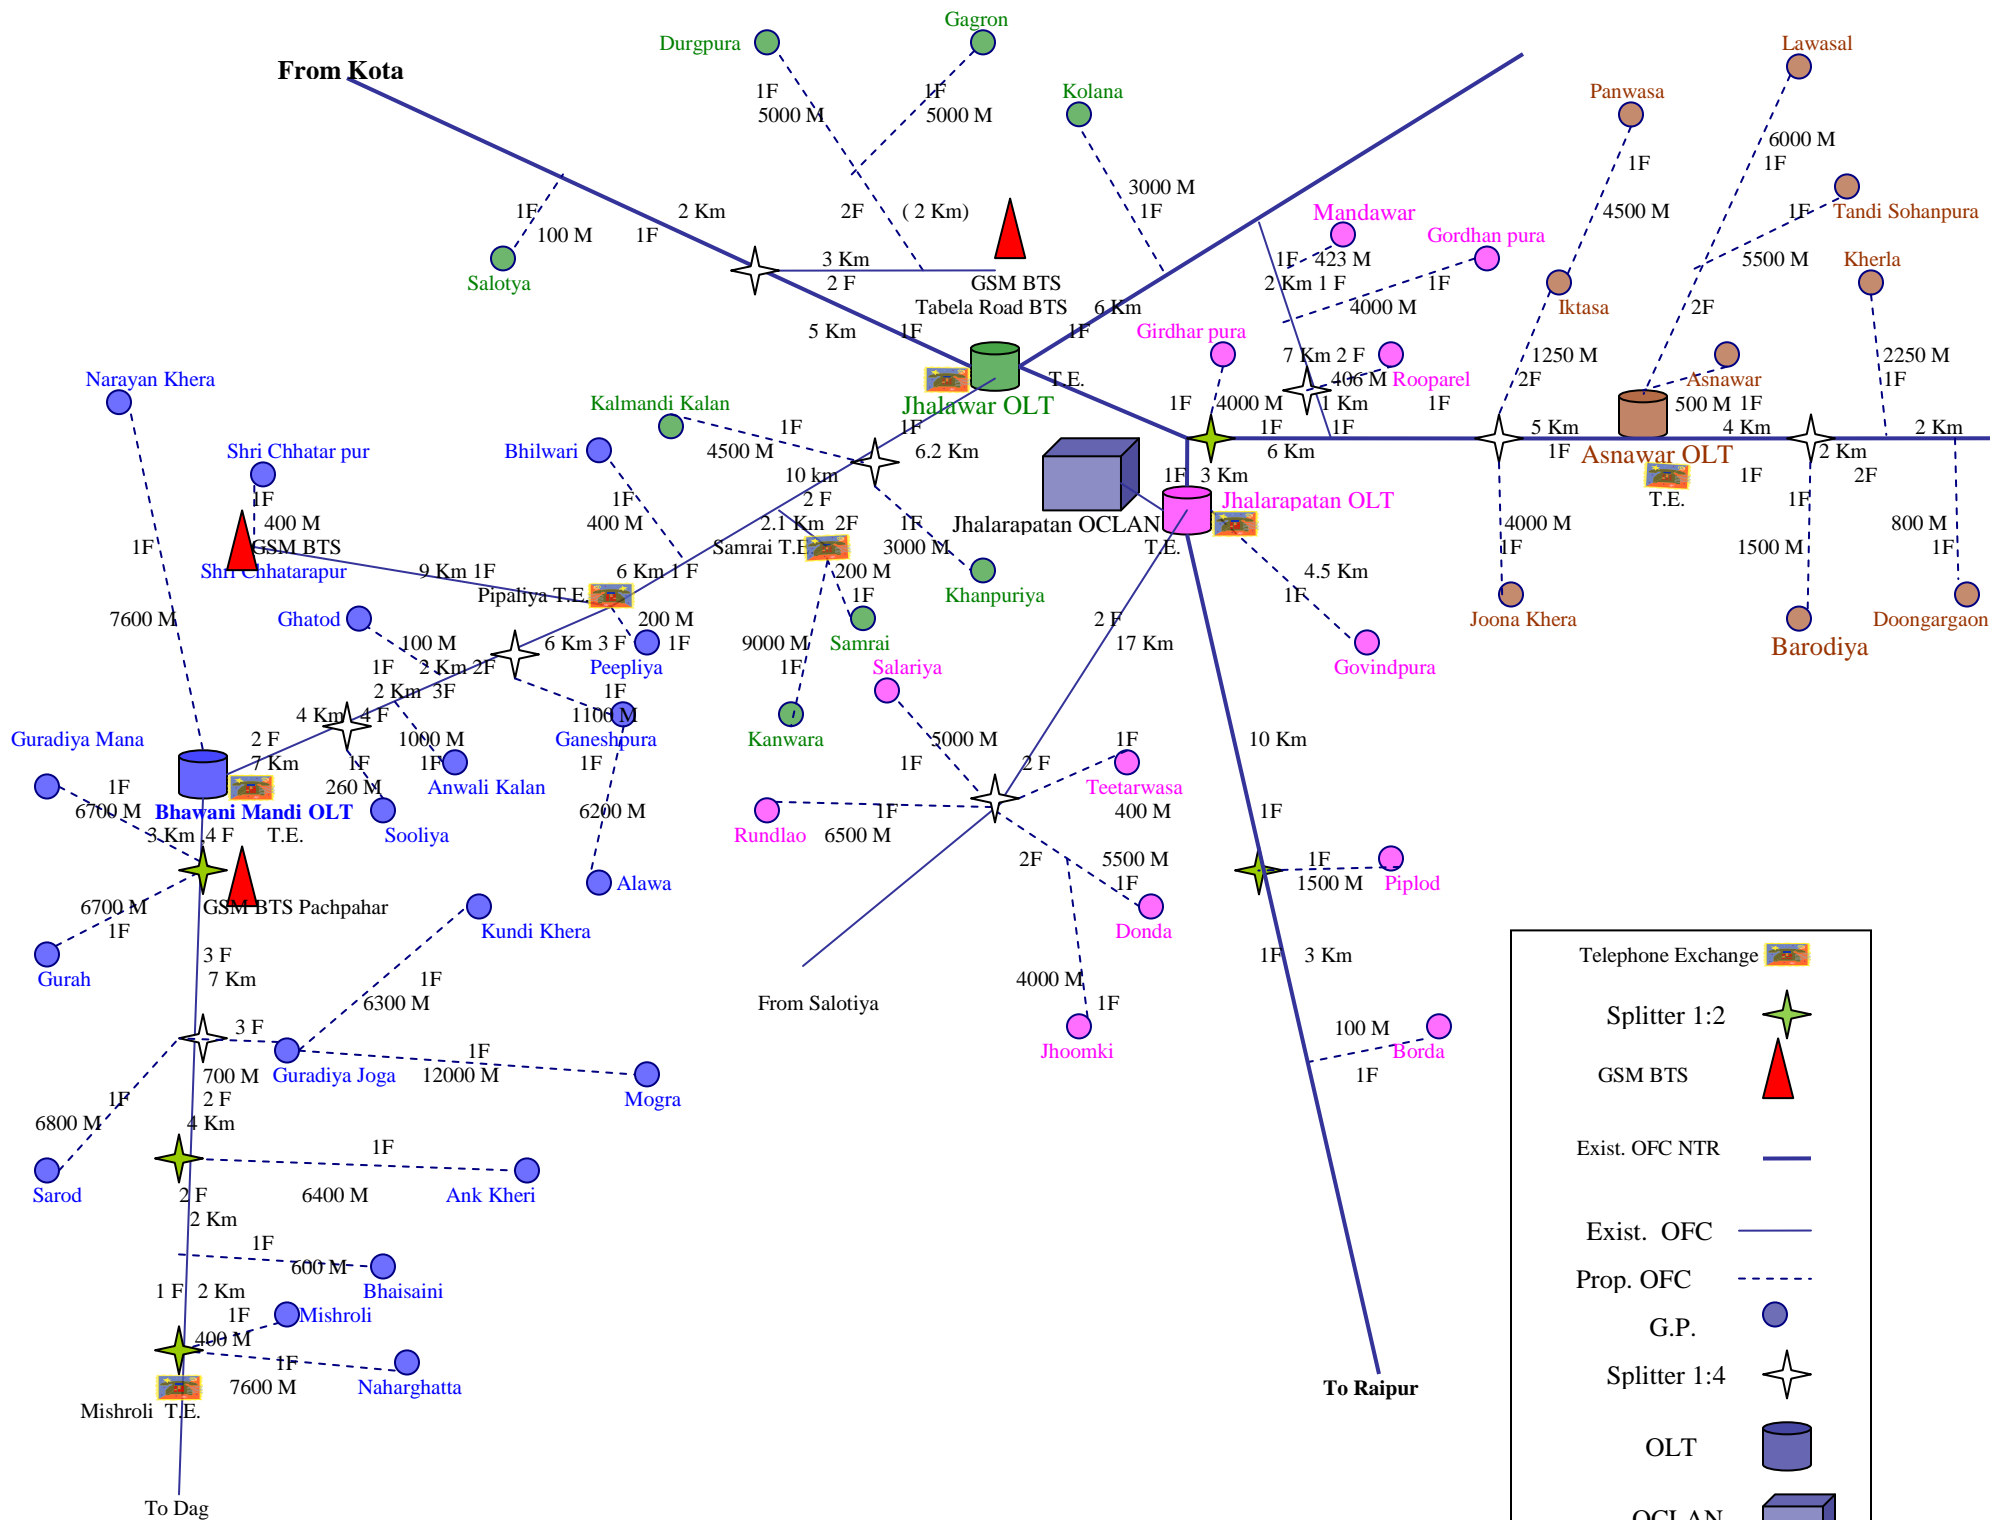 Gagron
Durgpura
Lawasal
From Kota
1F
5000 M
1F
5000 M
Kolana
Panwasa
6000 M
1F
1F
3000 M
1F
1F
100 M
2 Km
1F
2F
( 2 Km)
Mandawar
Gordhan pura
4500 M
1F
Tandi Sohanpura
Salotya
3 Km
2 F
GSM BTS
Tabela Road BTS
1F
423 M
2 Km 1 F
1F
4000 M
5500 M
Kherla
Iktasa
2F
5 Km
1F
6 Km
1F
Girdhar pura
7 Km 2 F
406 M
Rooparel
1F
1250 M
2F
Asnawar
500 M
1F
2250 M
1F
Narayan Khera
T.E.
Jhalawar OLT
Kalmandi Kalan
1F
4000 M
1 Km
1F
1F
6 Km
5 Km
1F
Asnawar OLT
T.E.
4 Km
1F
2 Km
2F
2 Km
Shri Chhatar pur
1F
400 M
GSM BTS
Shri Chhatarapur
Bhilwari
1F
400 M
1F
4500 M
1F
6.2 Km
10 km
2 F
2.1 Km
2F
Samrai T.E.
1F
3000 M
Khanpuriya
Jhalarapatan OCLAN
T.E.
1F
3 Km
Jhalarapatan OLT
4000 M
1F
1F
1500 M
800 M
1F
1F
7600 M
9 Km 1F
6 Km 1 F
Pipaliya T.E.
200 M
1F
Samrai
4.5 Km
1F
Joona Khera
Barodiya
Doongargaon
Ghatod
100 M
1F
2 Km 2F
6 Km 3 F
200 M
1F
Peepliya
9000 M
1F
Kanwara
Salariya
2 F
17 Km
Govindpura
2 Km
3F
4 Km
4 F
1F
1100 M
Ganeshpura
Guradiya Mana
2 F
7 Km
1F
260 M
1000 M
1F
Anwali Kalan
1F
6200 M
5000 M
1F
2 F
1F
Teetarwasa
400 M
10 Km
1F
6700 M
Bhawani Mandi OLT
3 Km ,4 F
T.E.
Sooliya
Rundlao
1F
6500 M
1F
2F
5500 M
1F
1F
1500 M
Piplod
Alawa
6700 M
1F
GSM BTS Pachpahar
Kundi Khera
Donda
Gurah
3 F
7 Km
1F
6300 M
From Salotiya
4000 M
1F
Jhoomki
1F
3 Km
100 M
Borda
1F
3 F
700 M
Guradiya Joga
1F
12000 M
Mogra
1F
6800 M
2 F
4 Km
1F
6400 M
Sarod
Ank Kheri
2 F
2 Km
1F
600 M
Bhaisaini
1 F
2 Km
1F
400 M
Mishroli
1F
7600 M
Naharghatta
Mishroli T.E.
To Dag
To Raipur
Telephone Exchange
Splitter 1:2
GSM BTS
Exist. OFC NTR
Exist. OFC
Prop. OFC
G.P.
Splitter 1:4
OLT
OCLAN